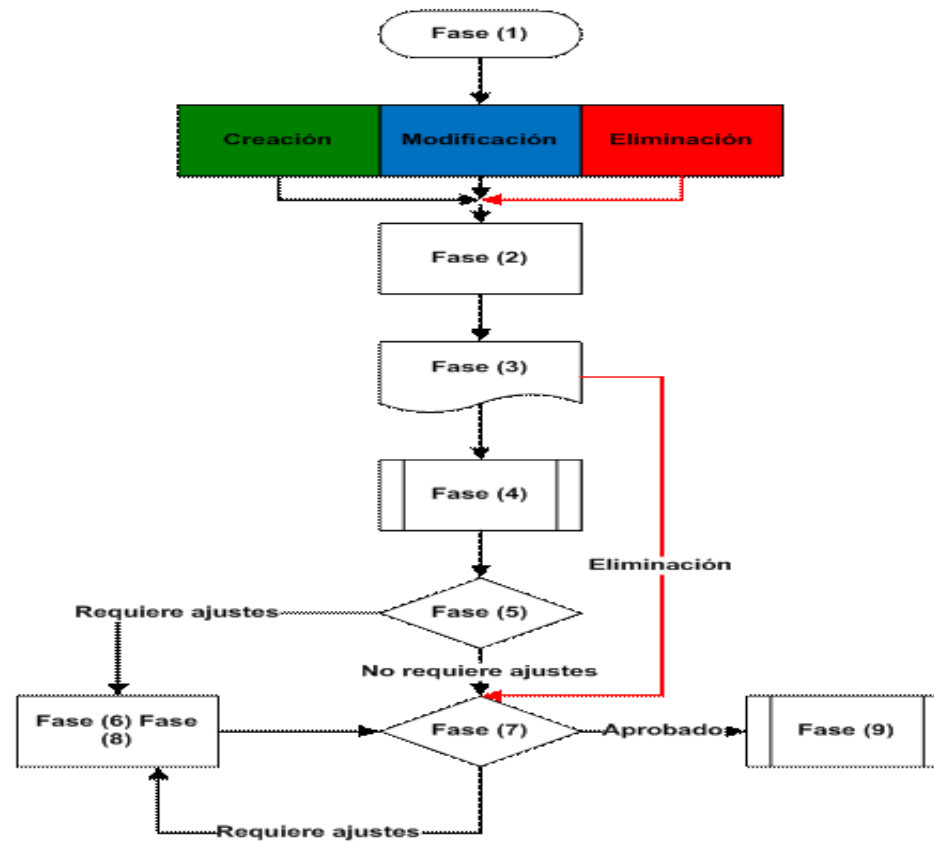 Fase (1)
Creación
Modificación
Eliminación
Fase (2)
Fase (3)
Fase (4)
Eliminación
Requiere ajustes
Fase (5)
No requiere ajustes
Fase (6) Fase
(8)
Fase (7)
Aprobado
Fase (9)
Requiere ajustes